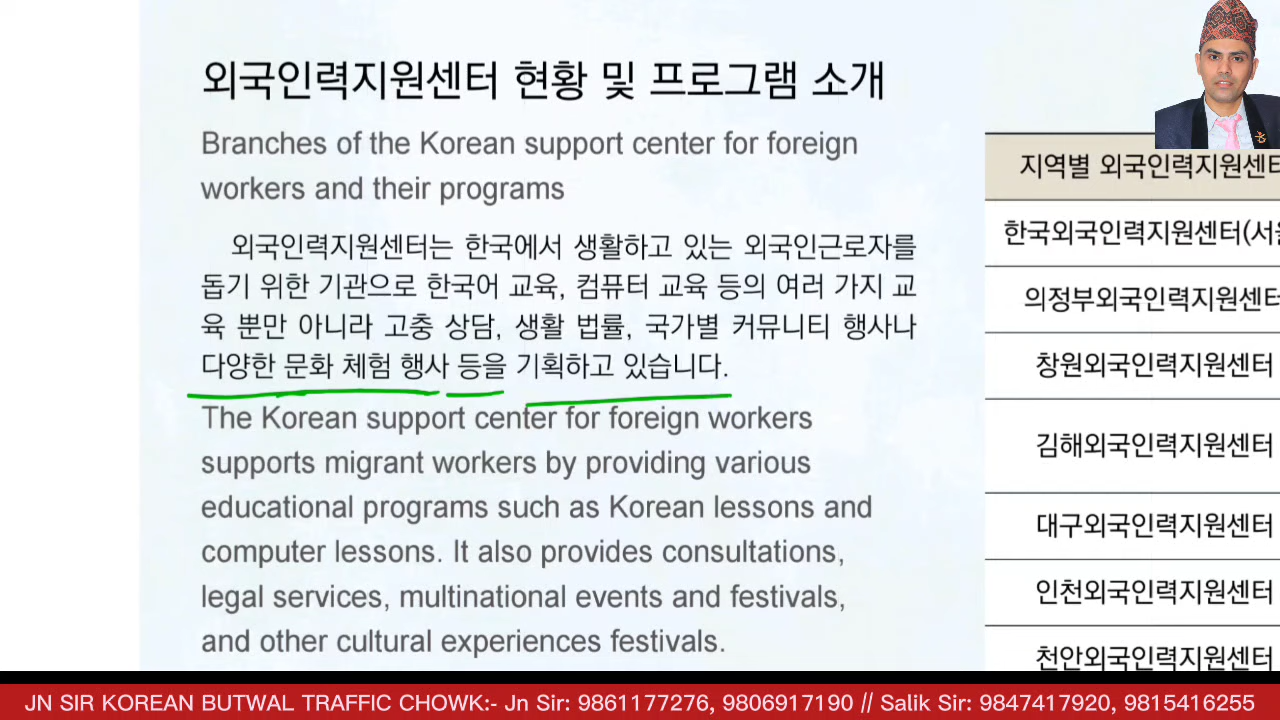 외국인력지원센터 현황 및 프로그램 소개
Branches of the Korean support center for foreign
workers and their programs
외국인력지원센터는 한국에서 생활하고 있는 외국인근로자를
돕기 위한 기관으로 한국어 교육, 컴퓨터 교육 등의 여러 가지 교
육 뿐만 아니라 고충 상담, 생활 법률, 국가별 커뮤니티 행사나
다양한 문화 체험 행사 등을 기획하고 있습니다.
The Korean support center for foreign workers
supports migrant workers by providing various
educational programs such as Korean lessons and
computer lessons. It also provides consultations,
legal services, multinational events and festivals,
and other cultural experiences festivals.
지역별 외국인력지원센터
한국외국인력지원센터(서울
의정부외국인력지원센터
창원외국인력지원센터
김해외국인력지원센터
대구외국인력지원센터
인천외국인력지원센터
천안외국인력지원센터
JN SIR KOREAN BUTWAL TRAFFIC CHOWK:- Jn Sir: 9861177276, 9806917190 // Salik Sir: 9847417920, 9815416255